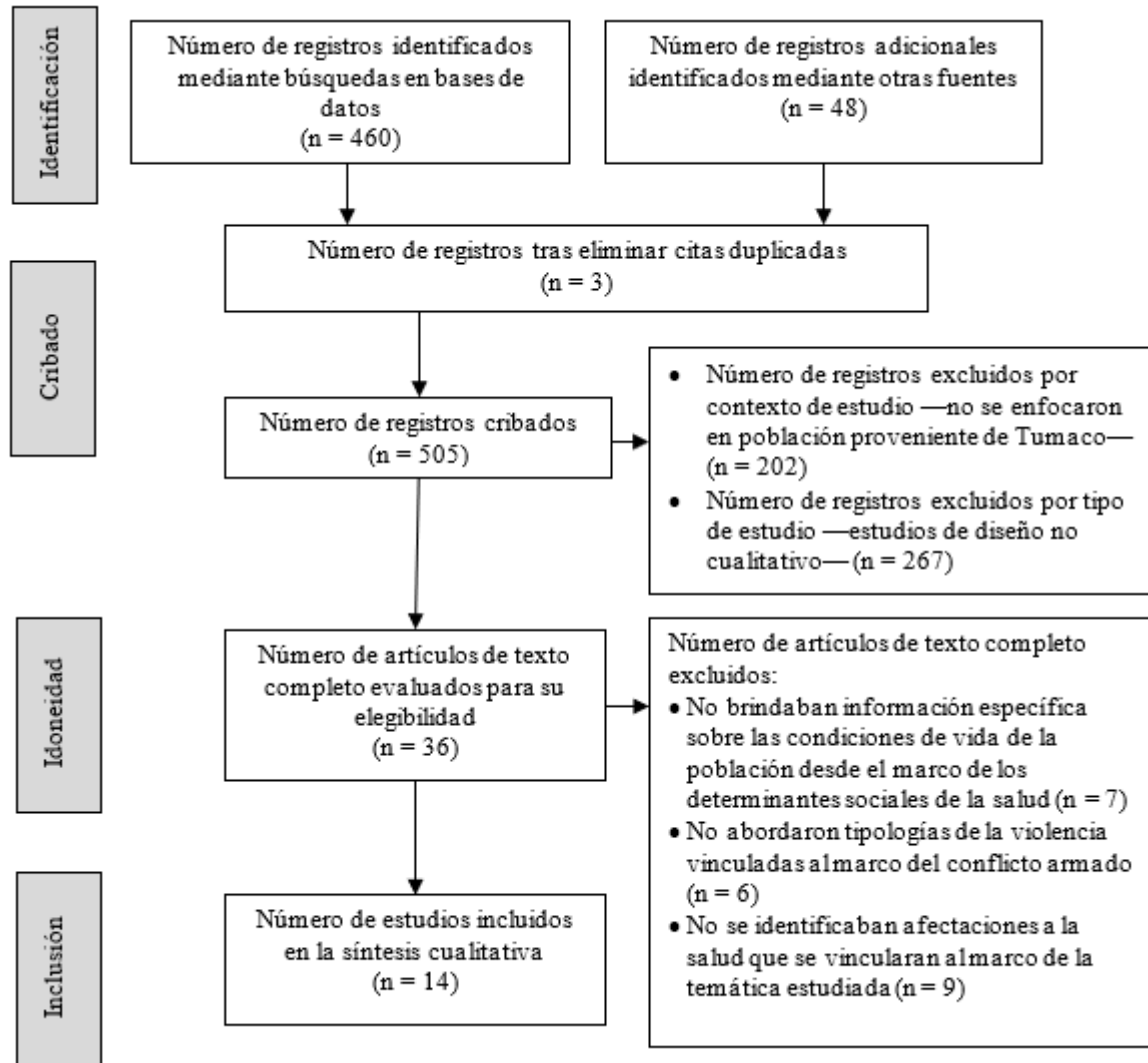 Identificación
Número de registros identificados
mediante búsquedas en bases de
datos
(n = 460)
Número de registros adicionales
identificados mediante otras fuentes
(n = 48)
Cribado
Número de registros tras eliminar citas duplicadas
(n = 3)
Número de registros cribados
(n = 505)
• Número de registros excluidos por
contexto de estudio —no se enfocaron
en población proveniente de Tumaco—
(n = 202)
• Número de registros excluidos por tipo
de estudio —estudios de diseño no
cualitativo— (n = 267)
Idoneidad
Número de artículos de texto
completo evaluados para su
elegibilidad
(n = 36)
Número de artículos de texto completo
excluidos:
• No brindaban información específica
sobre las condiciones de vida de la
población desde el marco de los
determinantes sociales de la salud (n = 7)
• No abordaron tipologías de la violencia
vinculadas al marco del conflicto armado
(n = 6)
• No se identificaban afectaciones a la
salud que se vincularan al marco de la
temática estudiada (n = 9)
Inclusión
Número de estudios incluidos
en la síntesis cualitativa
(n = 14)